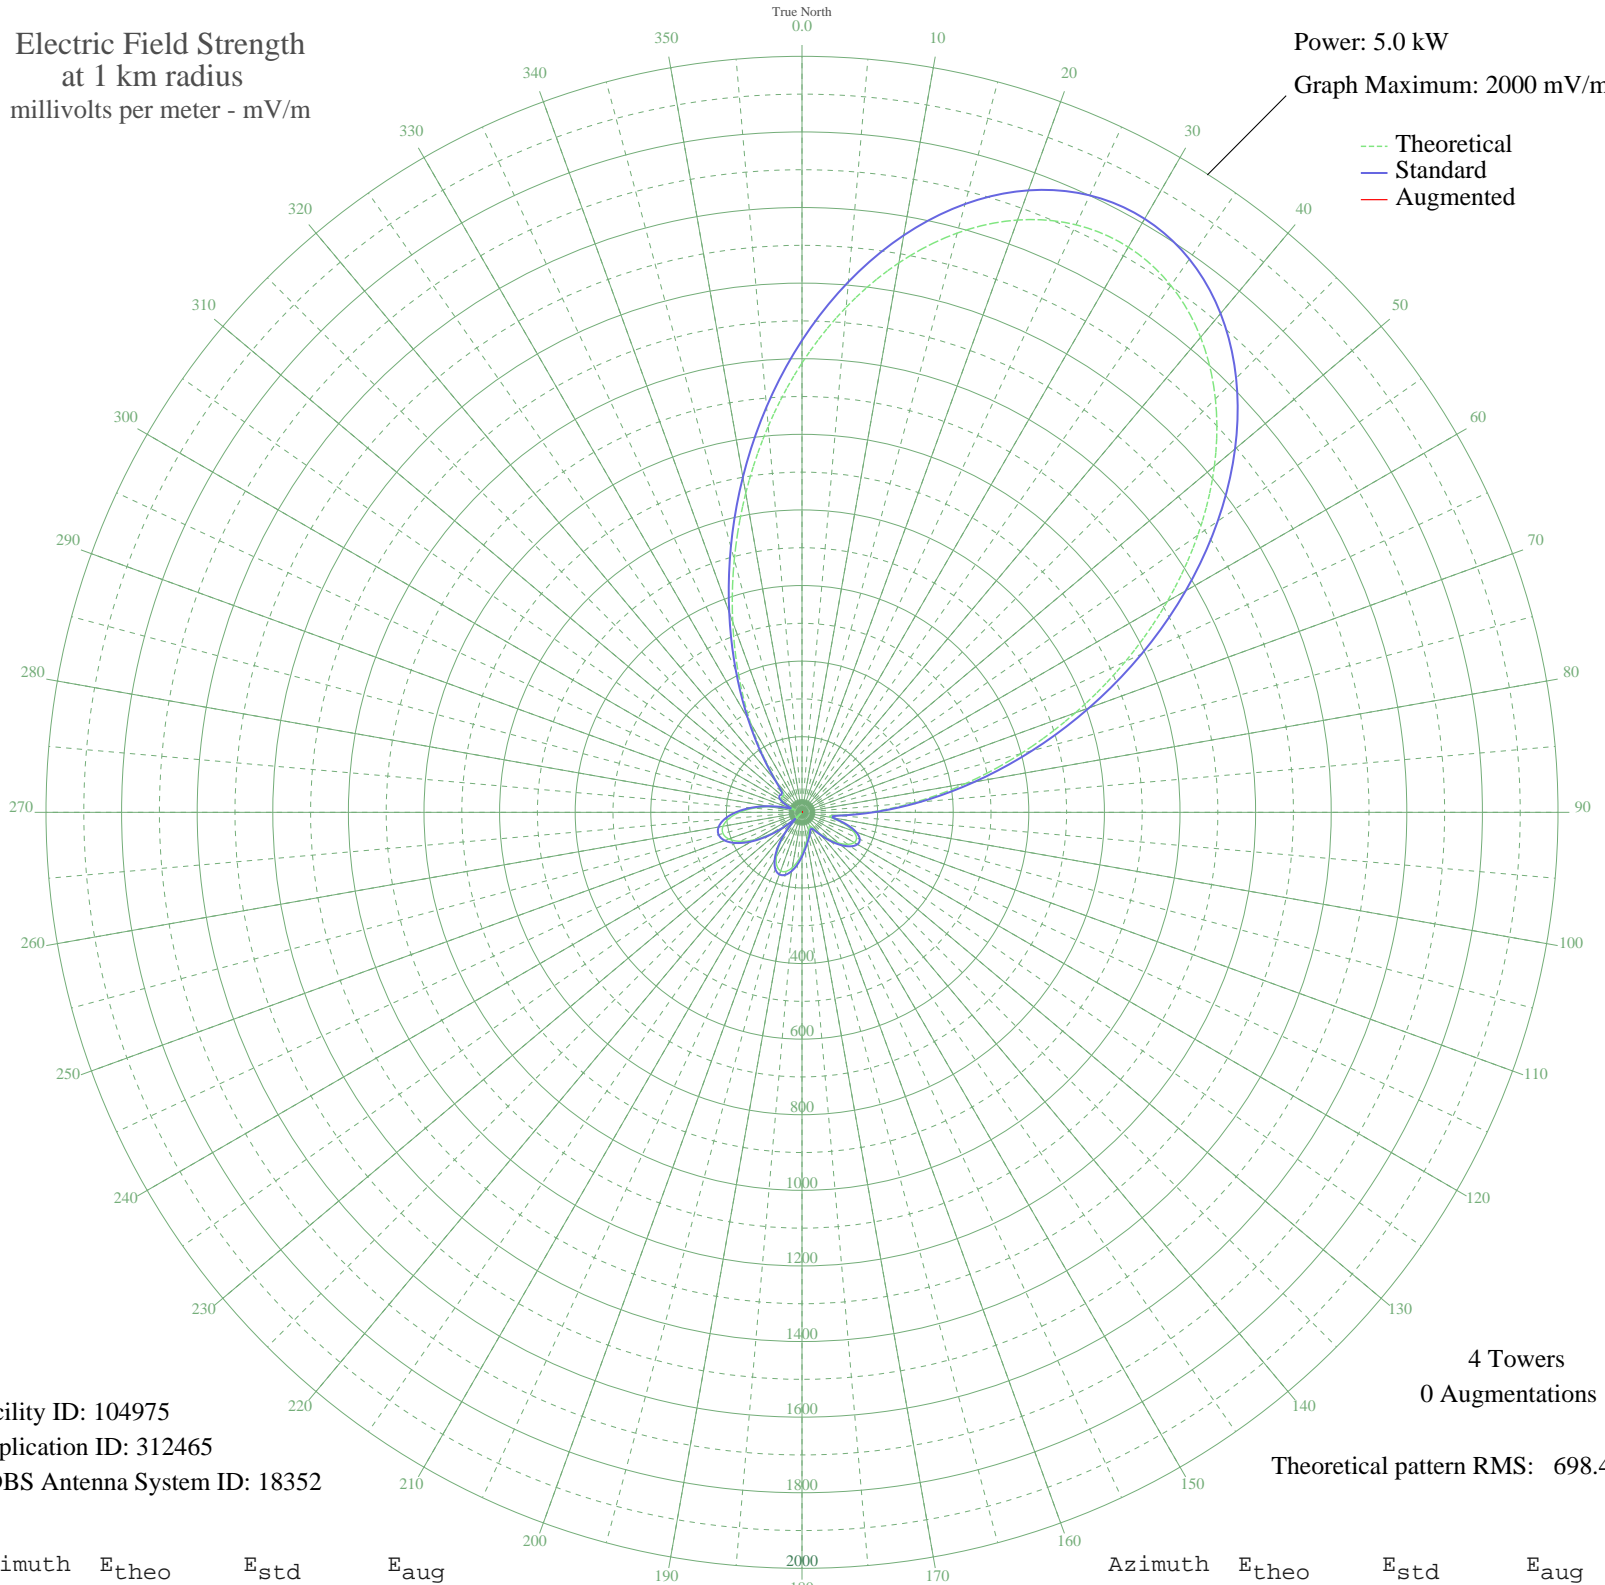 True North
0.0
Electric Field Strength
at 1 km radius
millivolts per meter - mV/m
Power: 5.0 kW
Graph Maximum: 2000 mV/m
Theoretical
Standard
Augmented
10
20
30
40
50
60
70
80
90
100
110
120
130
140
150
160
170
190
200
210
220
230
240
250
260
270
280
290
300
310
320
330
340
350
400
600
800
1000
1200
1400
1600
1800
2000
4 Towers
0 Augmentations
Theoretical pattern RMS: 698.4
cility ID: 104975
plication ID: 312465
DBS Antenna System ID: 18352
imuth Etheo Estd Eaug
Azimuth Etheo Estd Eaug